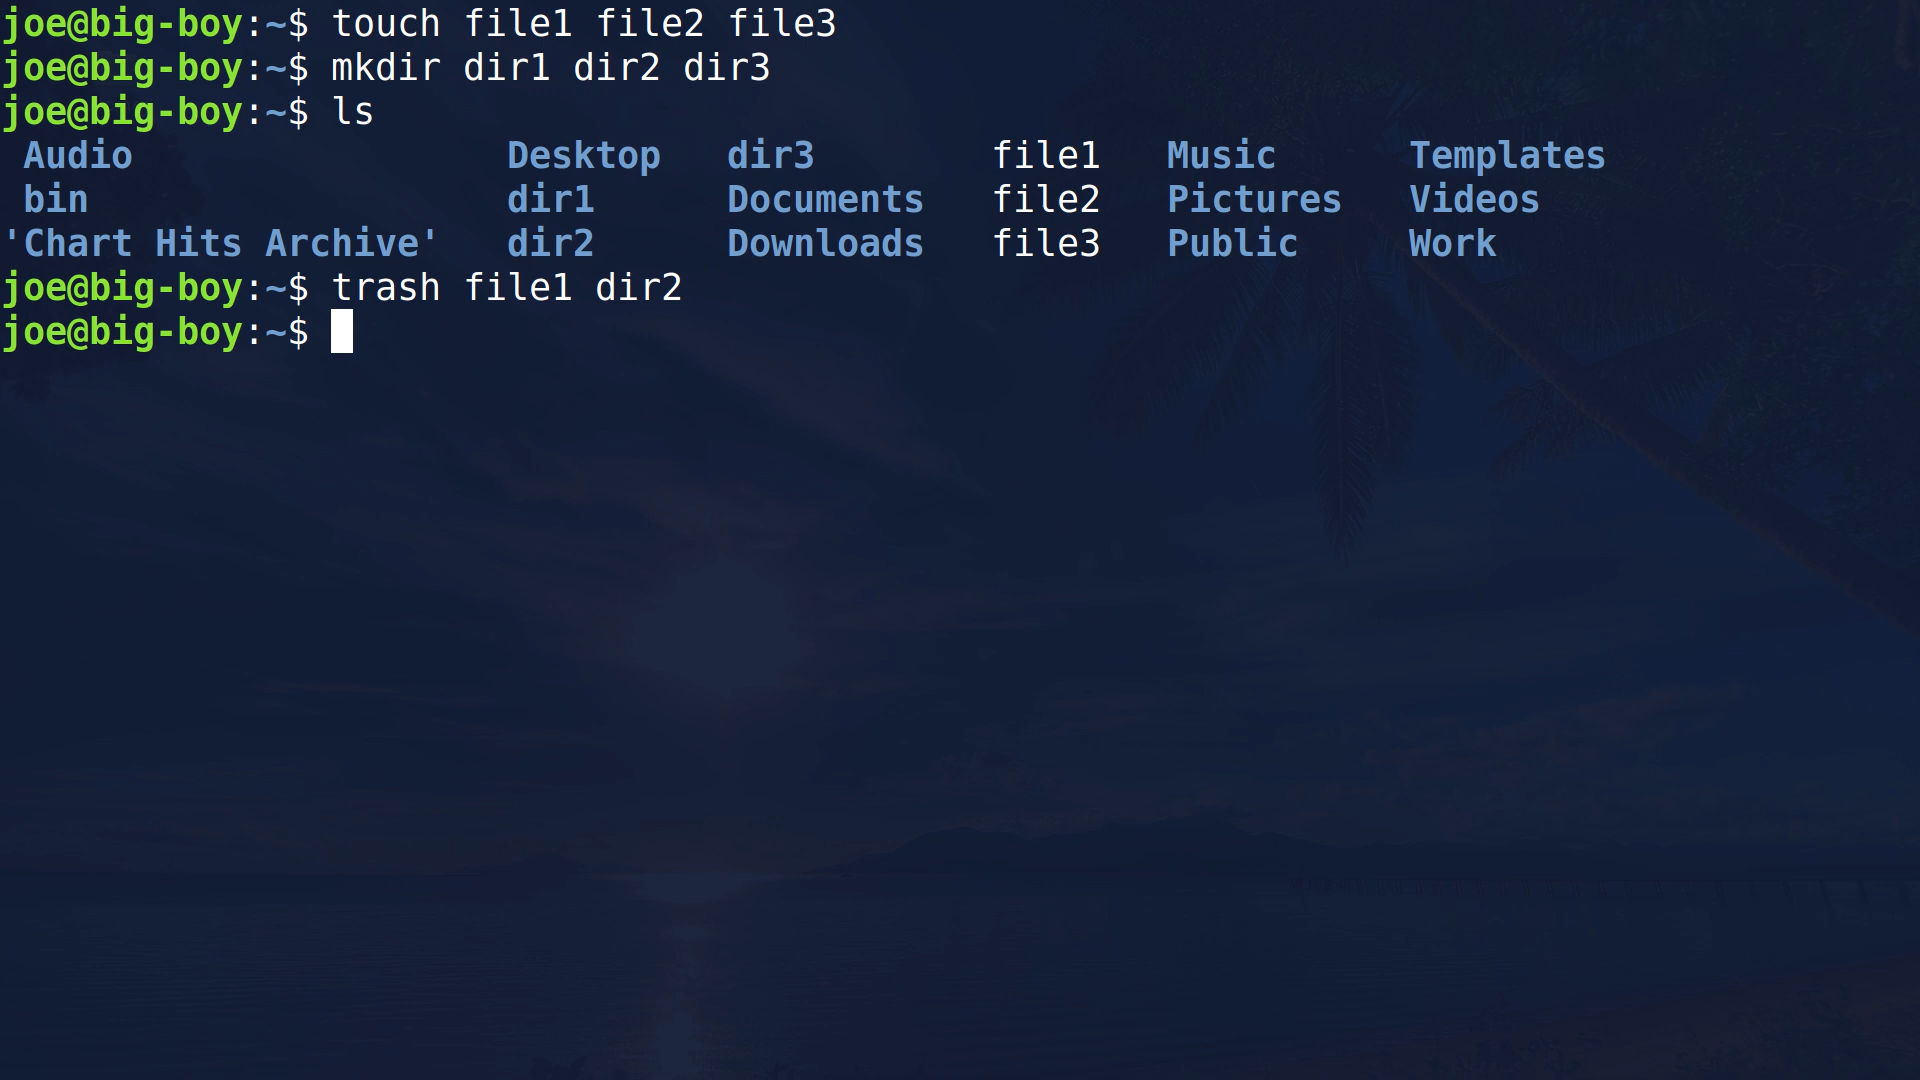 joe@big-boy:~$ touch file1 file2 file3
joe@big-boy:~$ mkdir dir1 dir2 dir3
joe@big-boy:~$ ls
 Audio                 Desktop   dir3        file1   Music      Templates
 bin                   dir1      Documents   file2   Pictures   Videos
'Chart Hits Archive'   dir2      Downloads   file3   Public     Work
joe@big-boy:~$ trash file1 dir2
joe@big-boy:~$